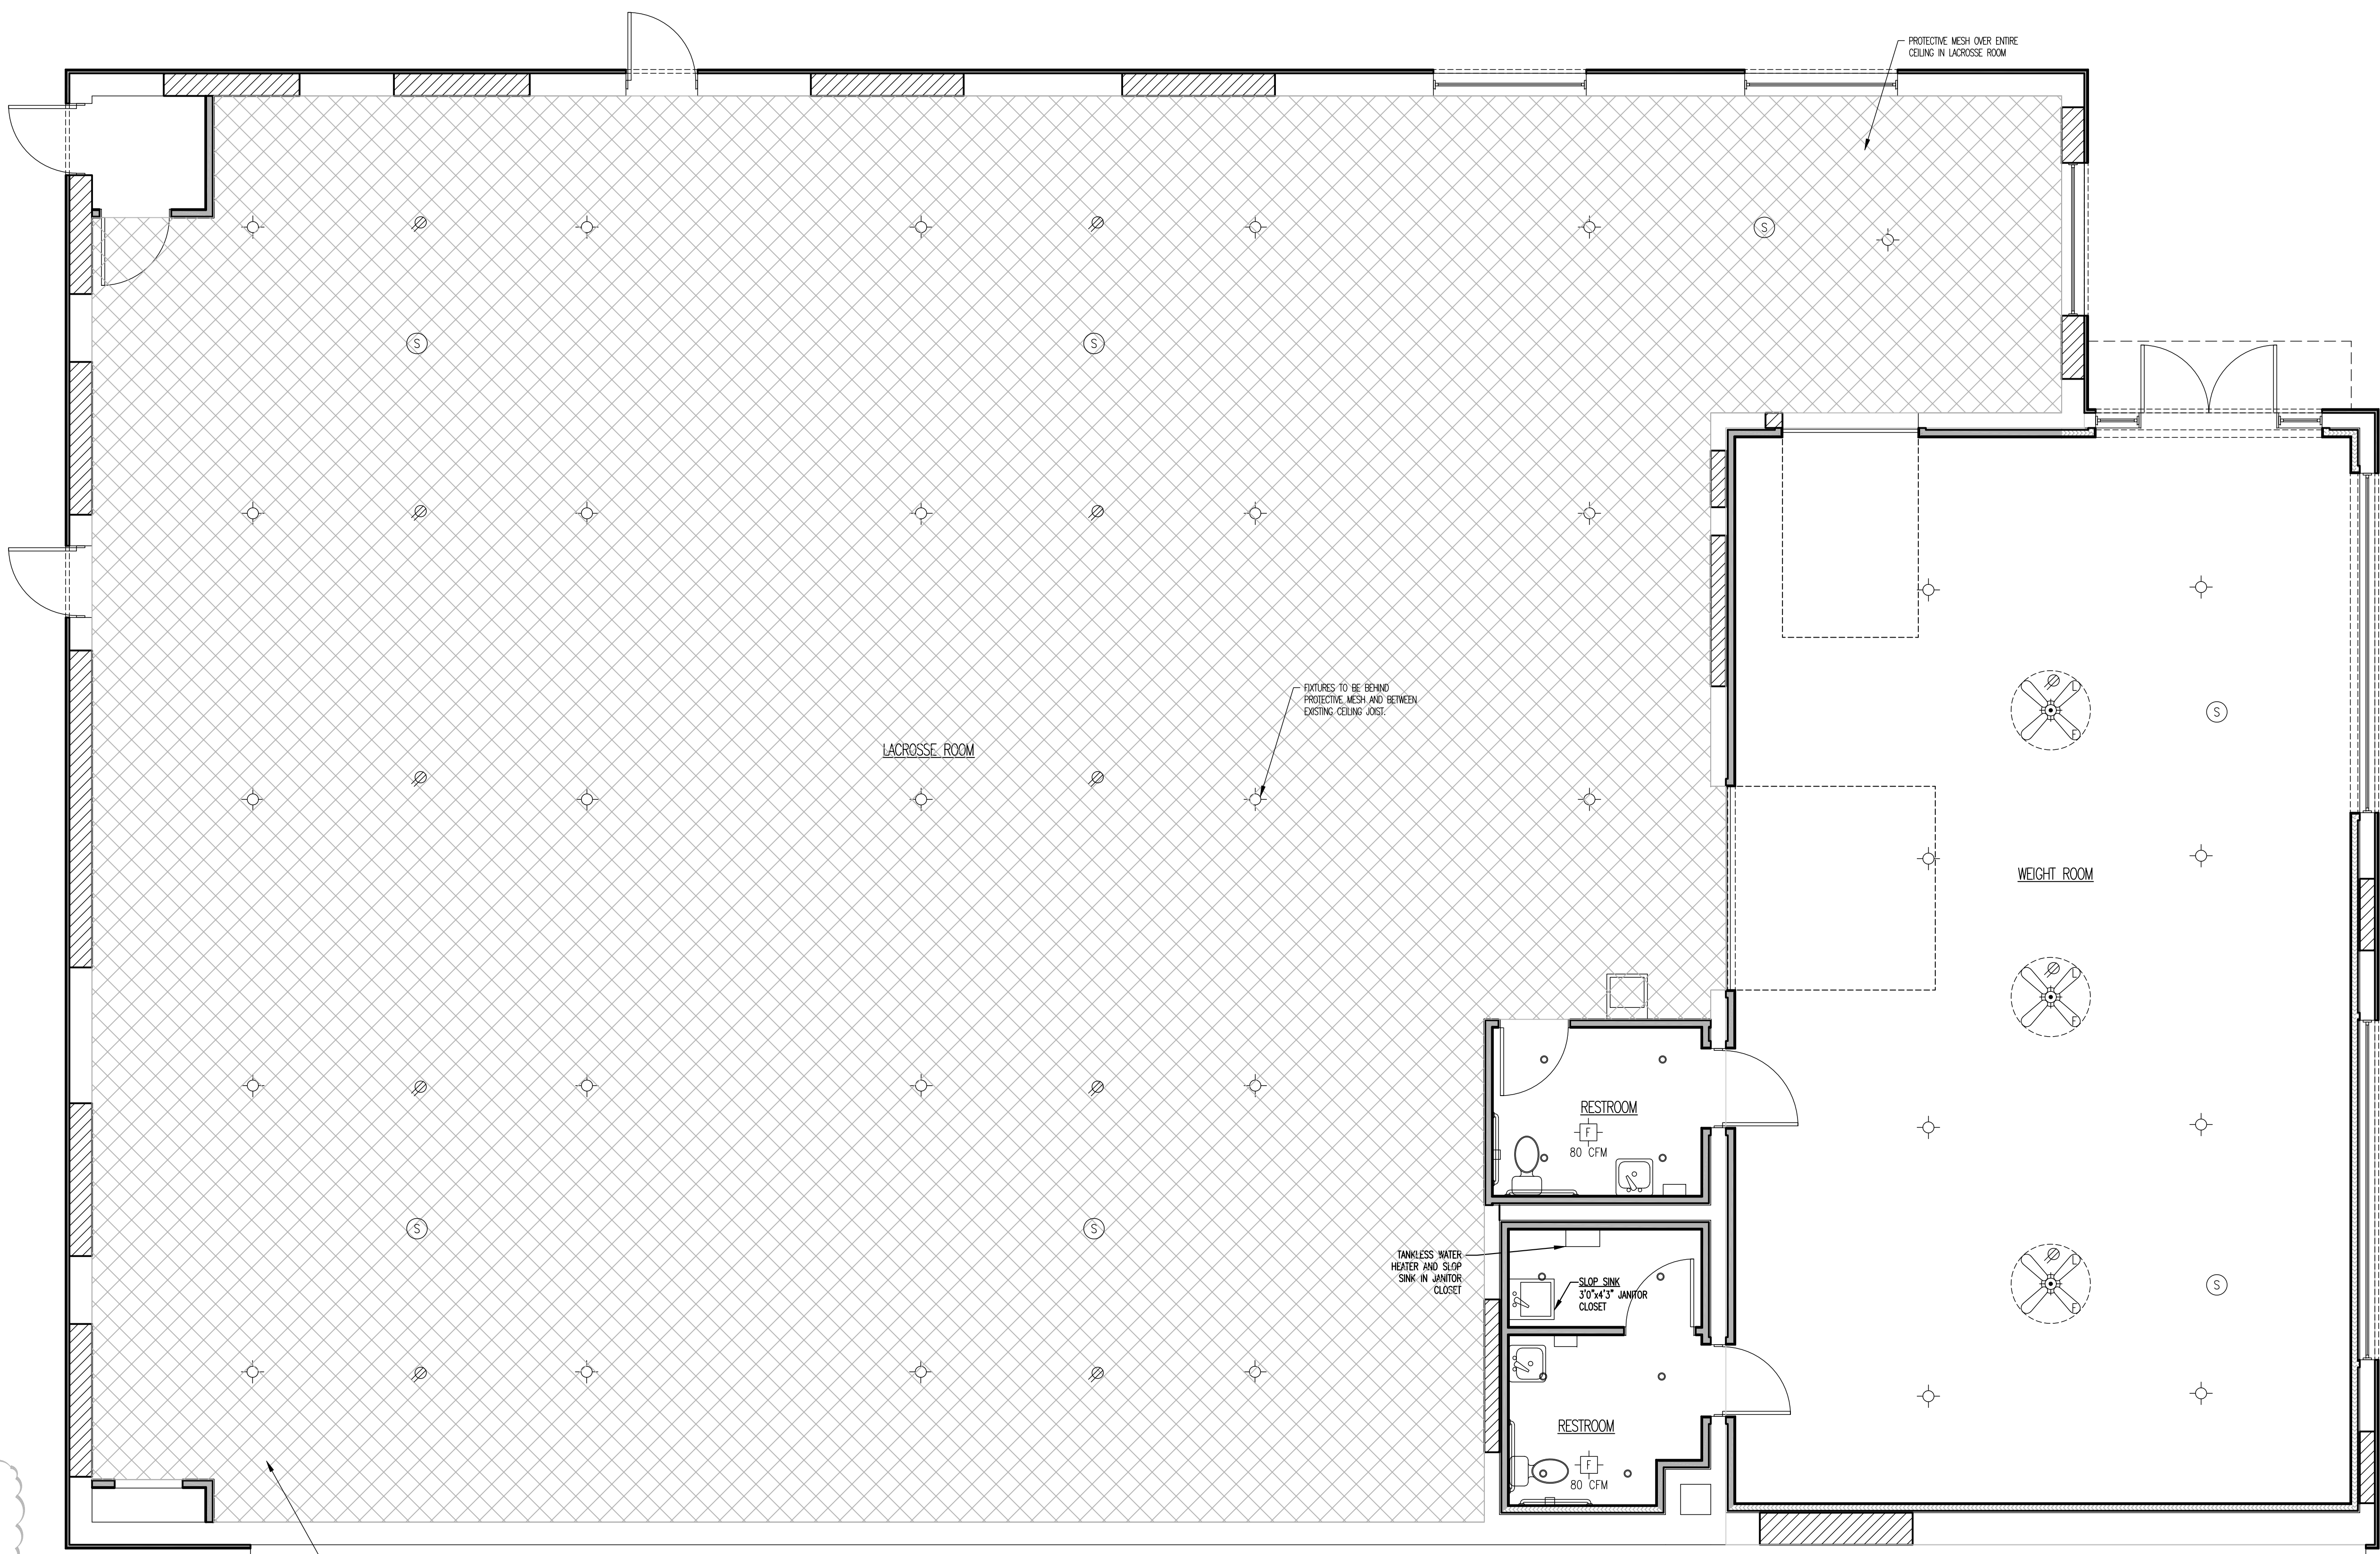 PROTECTIVE MESH OVER ENTIRE
CEILING IN LACROSSE ROOM
S
S
S
FIXTURES TO BE BEHIND
PROTECTIVE MESH AND BETWEEN
EXISTING CEILING JOIST.
LACROSSE ROOM
L
F
S
WEIGHT ROOM
L
F
RESTROOM
F
80 CFM
S
S
TANKLESS WATER
HEATER AND SLOP
SINK IN JANITOR
CLOSET
SLOP SINK
3'0"x4'3" JANITOR
CLOSET
L
F
S
RESTROOM
F
80 CFM